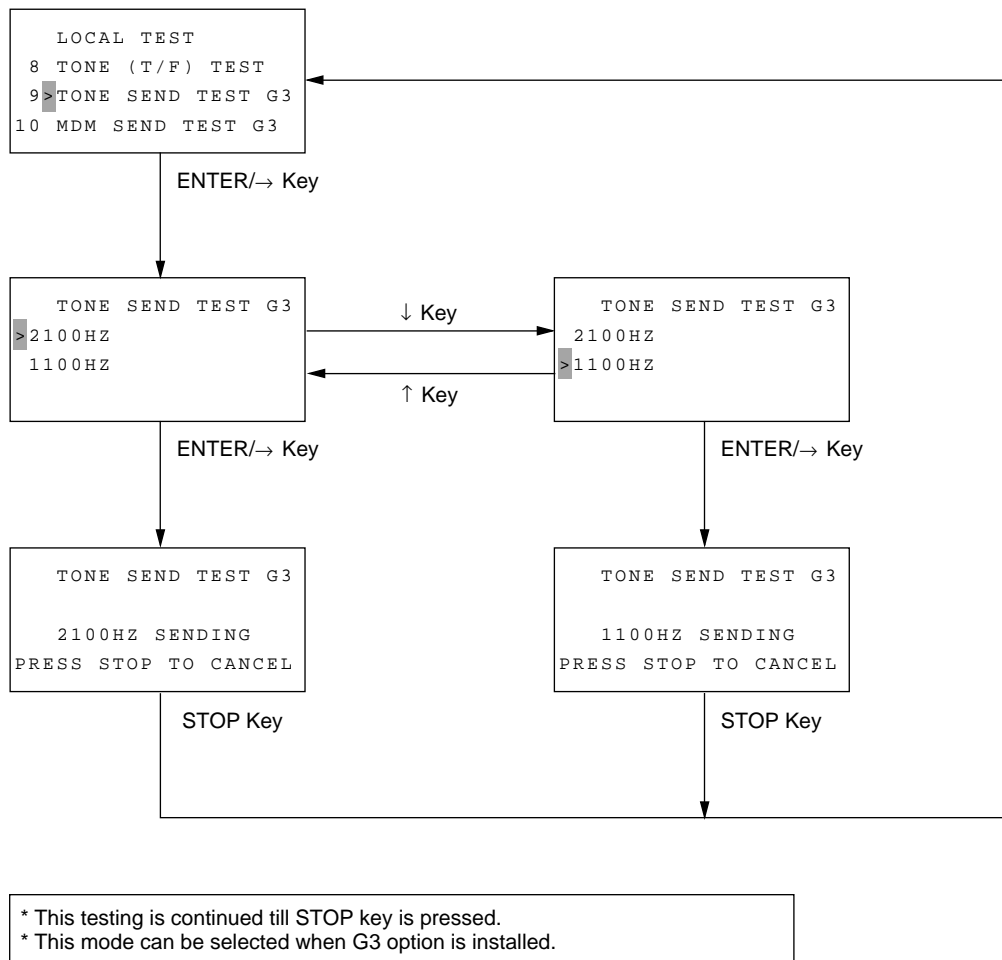 LOCAL TEST
8 TONE (T/F) TEST
9>TONE SEND TEST G3
10 MDM SEND TEST G3
ENTER/→ Key
TONE SEND TEST G3
>2100HZ
1100HZ
↓ Key
↑ Key
TONE SEND TEST G3
2100HZ
>1100HZ
ENTER/→ Key
ENTER/→ Key
TONE SEND TEST G3
2100HZ SENDING
PRESS STOP TO CANCEL
TONE SEND TEST G3
1100HZ SENDING
PRESS STOP TO CANCEL
STOP Key
STOP Key
* This testing is continued till STOP key is pressed.
* This mode can be selected when G3 option is installed.